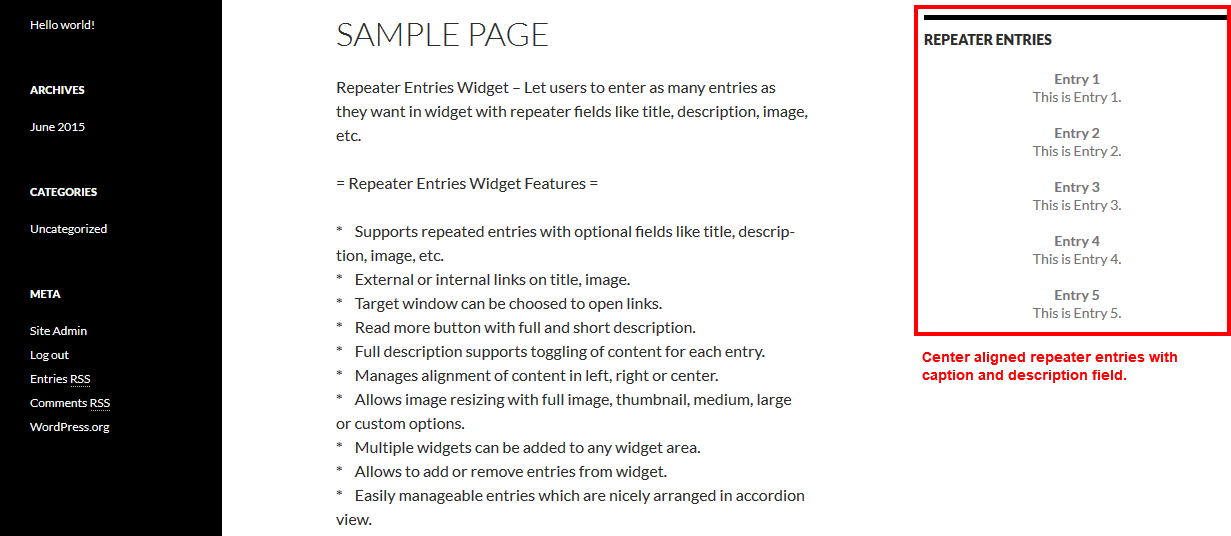 Hello world!
ARCHIVES
June 2015
CATEGORIES
Uncategorized
META
Site Admin
Log out
Entries RSS
Comments RSS
WordPress.org
SAMPLE PAGE
Repeater Entries Widget – Let users to enter as many entries as
they want in widget with repeater fields like title, description, image,
etc.
= Repeater Entries Widget Features =
* Supports repeated entries with optional fields like title, descrip-
tion, image, etc.
* External or internal links on title, image.
* Target window can be choosed to open links.
* Read more button with full and short description.
* Full description supports toggling of content for each entry.
* Manages alignment of content in left, right or center.
* Allows image resizing with full image, thumbnail, medium, large
or custom options.
* Multiple widgets can be added to any widget area.
* Allows to add or remove entries from widget.
* Easily manageable entries which are nicely arranged in accordion
view.
REPEATER ENTRIES
Entry 1
This is Entry 1.
Entry 2
This is Entry 2.
Entry 3
This is Entry 3.
Entry 4
This is Entry 4.
Entry 5
This is Entry 5.
Center aligned repeater entries with
caption and description field.